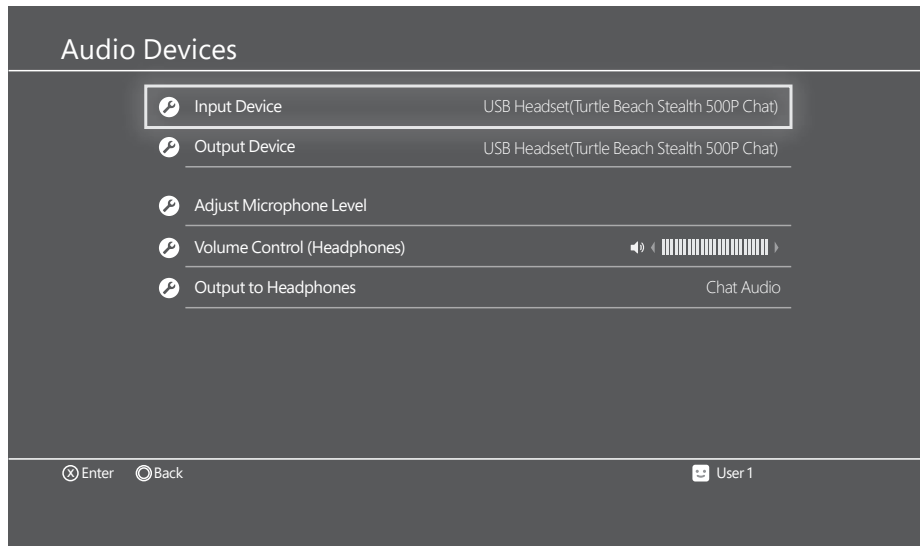 Audio Devices
Input Device USB Headset(Turtle Beach Stealth 500P Chat)
Output Device USB Headset(Turtle Beach Stealth 500P Chat)
Adjust Microphone Level
Volume Control (Headphones)
Output to Headphones Chat Audio
X Enter Back User 1